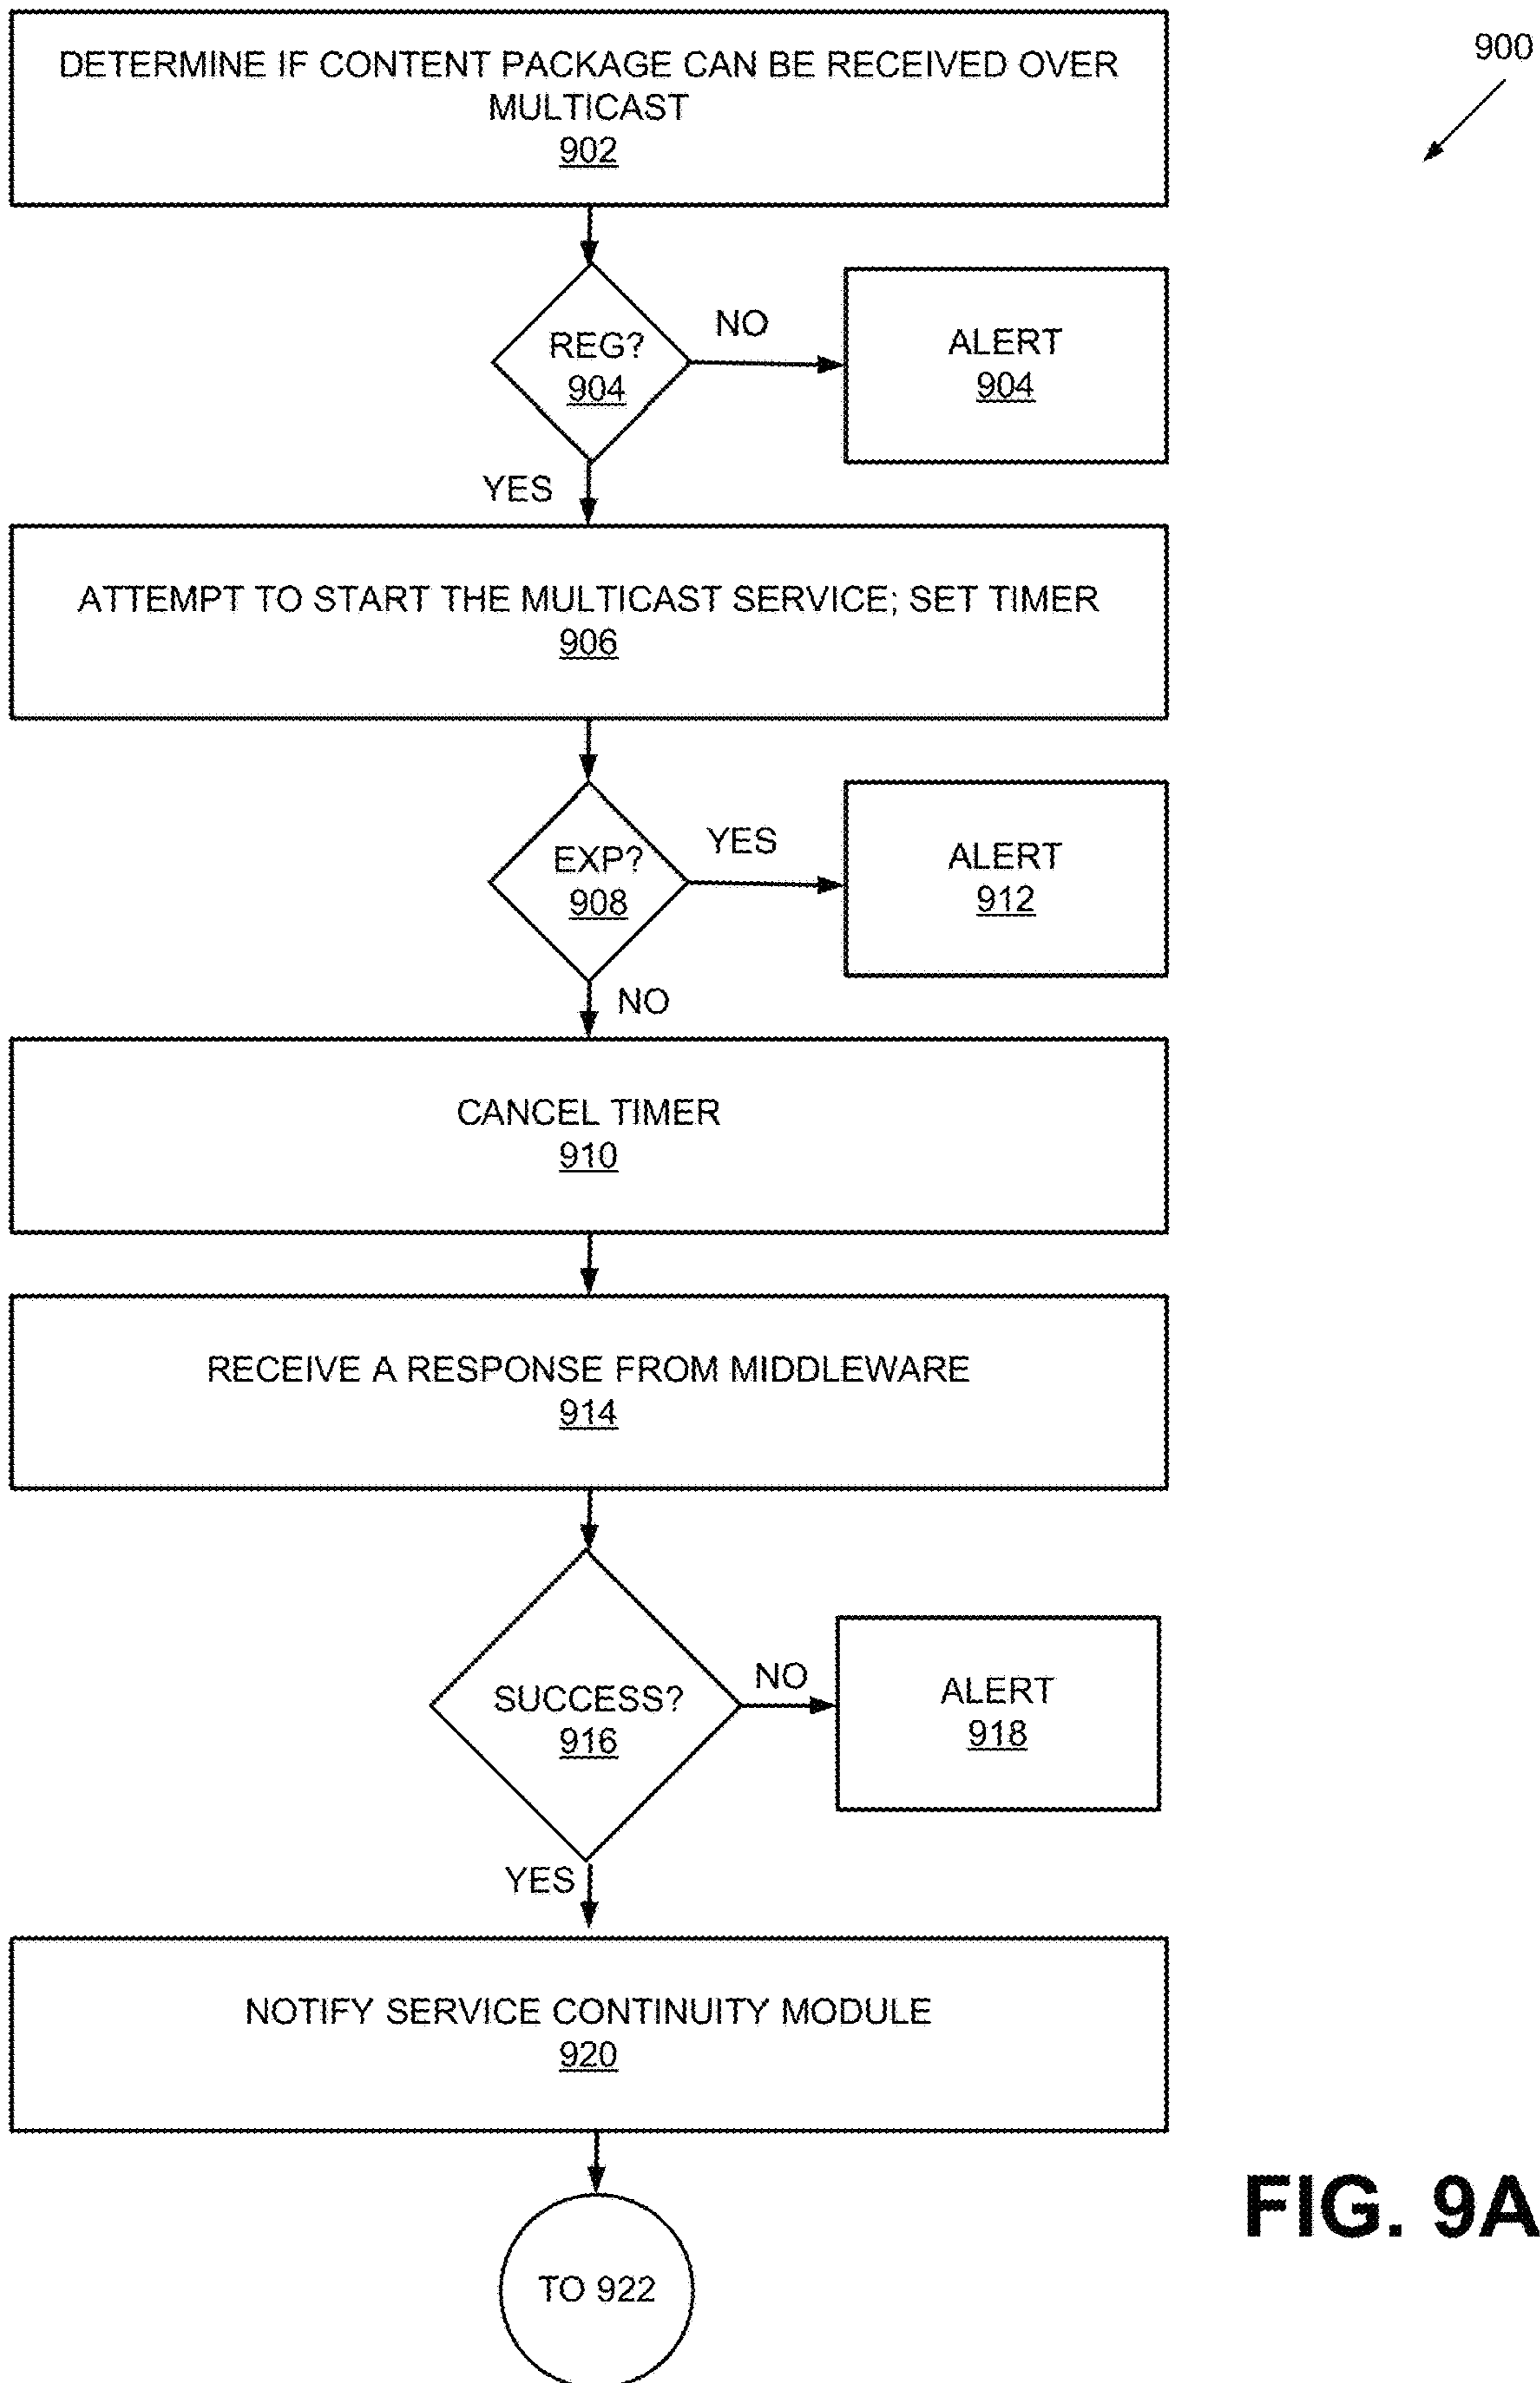 900
DETERMINE IF CONTENT PACKAGE CAN BE RECEIVED OVER
MULTICAST
902
REG?
904
NO
ALERT
904
YES
ATTEMPT TO START THE MULTICAST SERVICE; SET TIMER
906
EXP?
908
YES
ALERT
912
NO
CANCEL TIMER
910
RECEIVE A RESPONSE FROM MIDDLEWARE
914
SUCCESS?
916
NO
ALERT
918
YES
NOTIFY SERVICE CONTINUITY MODULE
920
TO 922
FIG. 9A